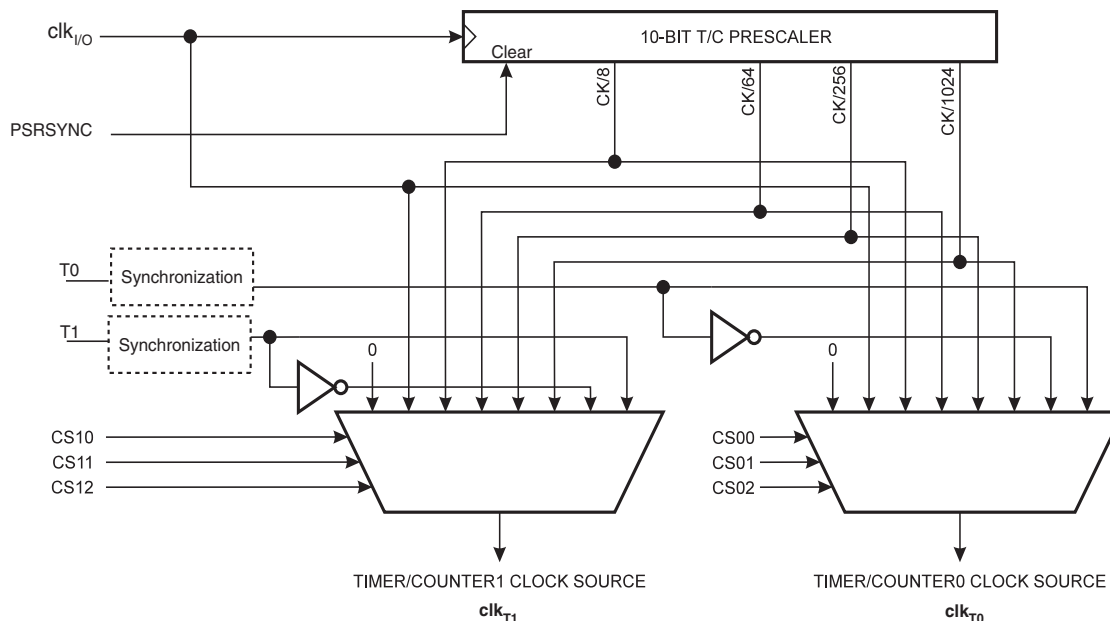 clkI/O
10-BIT T/C PRESCALER
Clear
CK/8
CK/64
CK/256
CK/1024
PSRSYNC
T0
Synchronization
T1
Synchronization
0
0
CS10
CS11
CS12
CS00
CS01
CS02
TIMER/COUNTER1 CLOCK SOURCE
clkT1
TIMER/COUNTER0 CLOCK SOURCE
clkT0